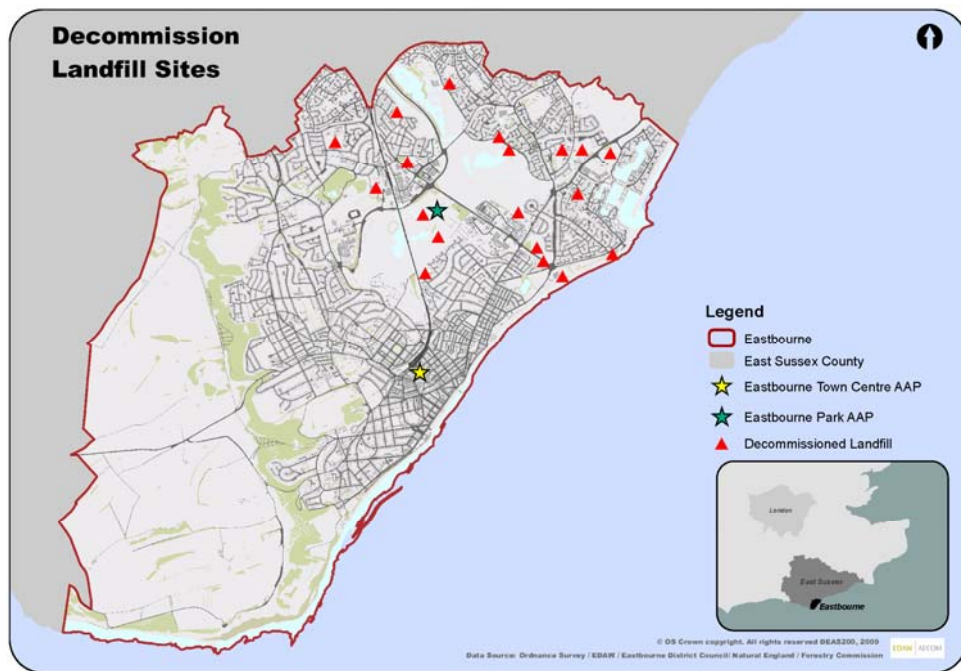 Decommission
Landfill Sites
Legend
Eastbourne
East Sussex County
Eastbourne Town Centre AAP
Eastbourne Park AAP
Decommissioned Landfill
London
East Sussex
Eastbourne
© OS Crown copyright. All rights reserved DEAS200, 2009
Data Source: Ordnance Survey / EDAW / Eastbourne District Council/ Natural England / Forestry Commission
EDAW AECOM